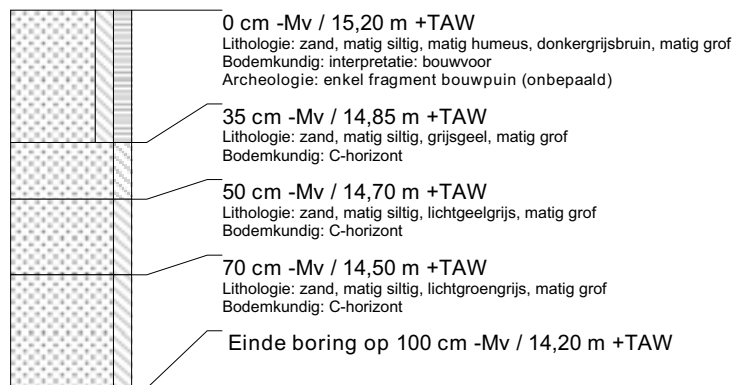 0 cm -Mv / 15,20 m +TAW
Lithologie: zand, matig siltig, matig humeus, donkergrijsbruin, matig grof
Bodemkundig: interpretatie: bouwvoor
Archeologie: enkel fragment bouwpuin (onbepaald)
35 cm -Mv / 14,85 m +TAW
Lithologie: zand, matig siltig, grijsgeel, matig grof
Bodemkundig: C-horizont
50 cm -Mv / 14,70 m +TAW
Lithologie: zand, matig siltig, lichtgeelgrijs, matig grof
Bodemkundig: C-horizont
70 cm -Mv / 14,50 m +TAW
Lithologie: zand, matig siltig, lichtgroengrijs, matig grof
Bodemkundig: C-horizont
Einde boring op 100 cm -Mv / 14,20 m +TAW